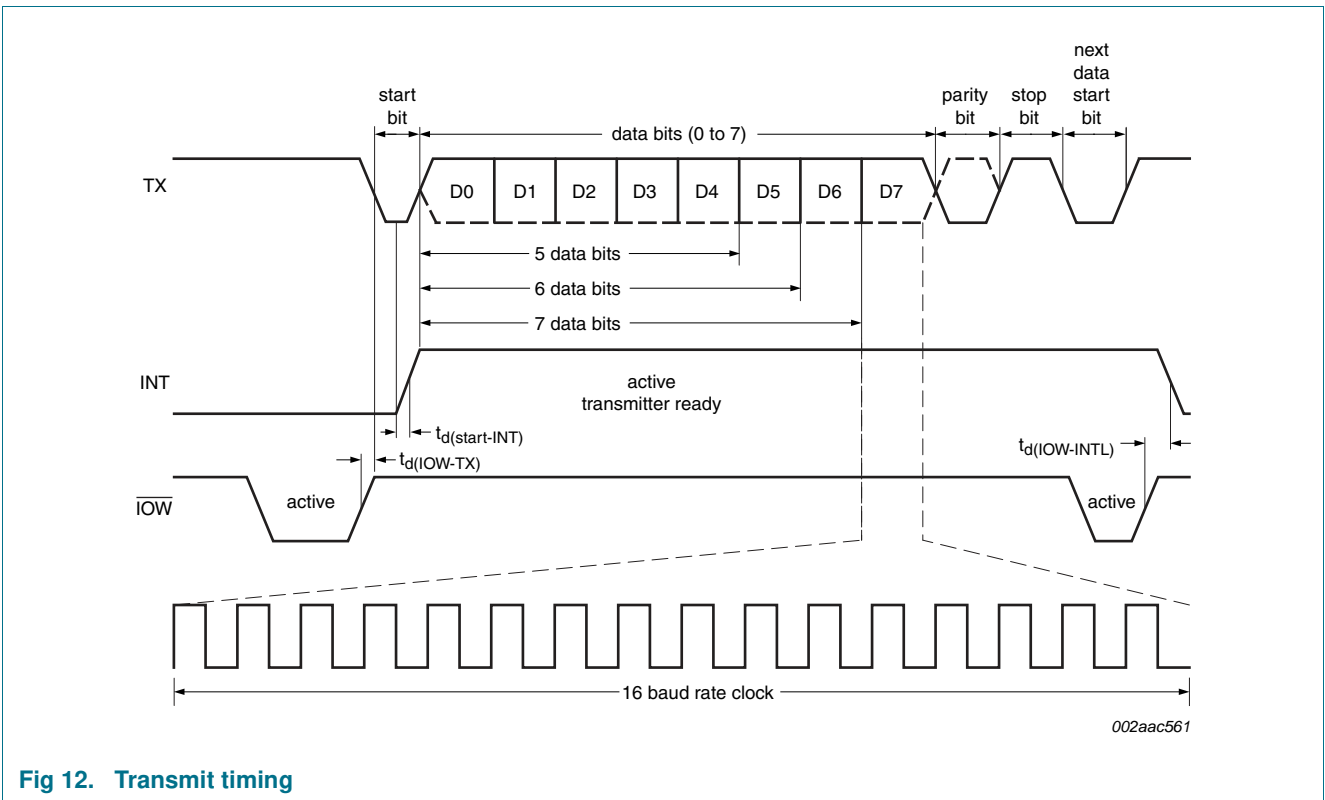 next
data
start
bit
start
bit
parity
bit
stop
bit
data bits (0 to 7)
TX
D0 D1 D2 D3 D4 D5 D6 D7
5 data bits
6 data bits
7 data bits
INT
active
transmitter ready
td(start-INT)
td(IOW-TX)
td(IOW-INTL)
IOW
active
active
16 baud rate clock
002aac561
Fig 12. Transmit timing